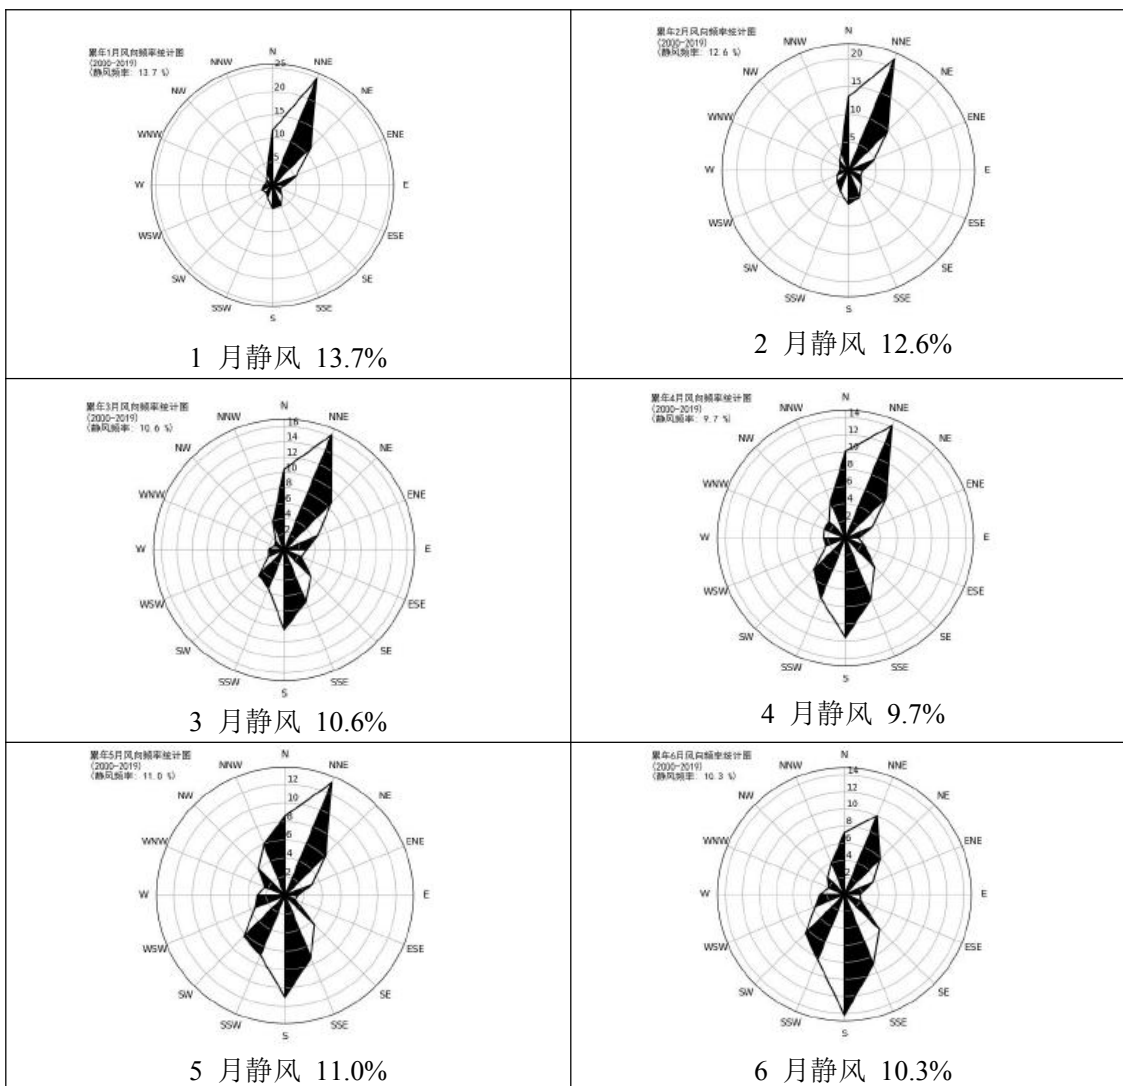 累年1月风向频率统计图
(2000-2019)
(静风频率: 13.7 %)
N
NNE
NE
ENE
E
ESE
SE
SSE
S
SSW
SW
WSW
W
WNW
NW
NNW
25
20
15
10
5
1 月静风 13.7%
累年2月风向频率统计图
(2000-2019)
(静风频率: 12.6 %)
N
NNE
NE
ENE
E
ESE
SE
SSE
S
SSW
SW
WSW
W
WNW
NW
NNW
20
15
10
5
2 月静风 12.6%
累年3月风向频率统计图
(2000-2019)
(静风频率: 10.6 %)
N
NNE
NE
ENE
E
ESE
SE
SSE
S
SSW
SW
WSW
W
WNW
NW
NNW
16
14
12
10
8
6
4
2
3 月静风 10.6%
累年4月风向频率统计图
(2000-2019)
(静风频率: 9.7 %)
N
NNE
NE
ENE
E
ESE
SE
SSE
S
SSW
SW
WSW
W
WNW
NW
NNW
14
12
10
8
6
4
2
4 月静风 9.7%
累年5月风向频率统计图
(2000-2019)
(静风频率: 11.0 %)
N
NNE
NE
ENE
E
ESE
SE
SSE
S
SSW
SW
WSW
W
WNW
NW
NNW
12
10
8
6
4
2
5 月静风 11.0%
累年6月风向频率统计图
(2000-2019)
(静风频率: 10.3 %)
N
NNE
NE
ENE
E
ESE
SE
SSE
S
SSW
SW
WSW
W
WNW
NW
NNW
14
12
10
8
6
4
2
6 月静风 10.3%